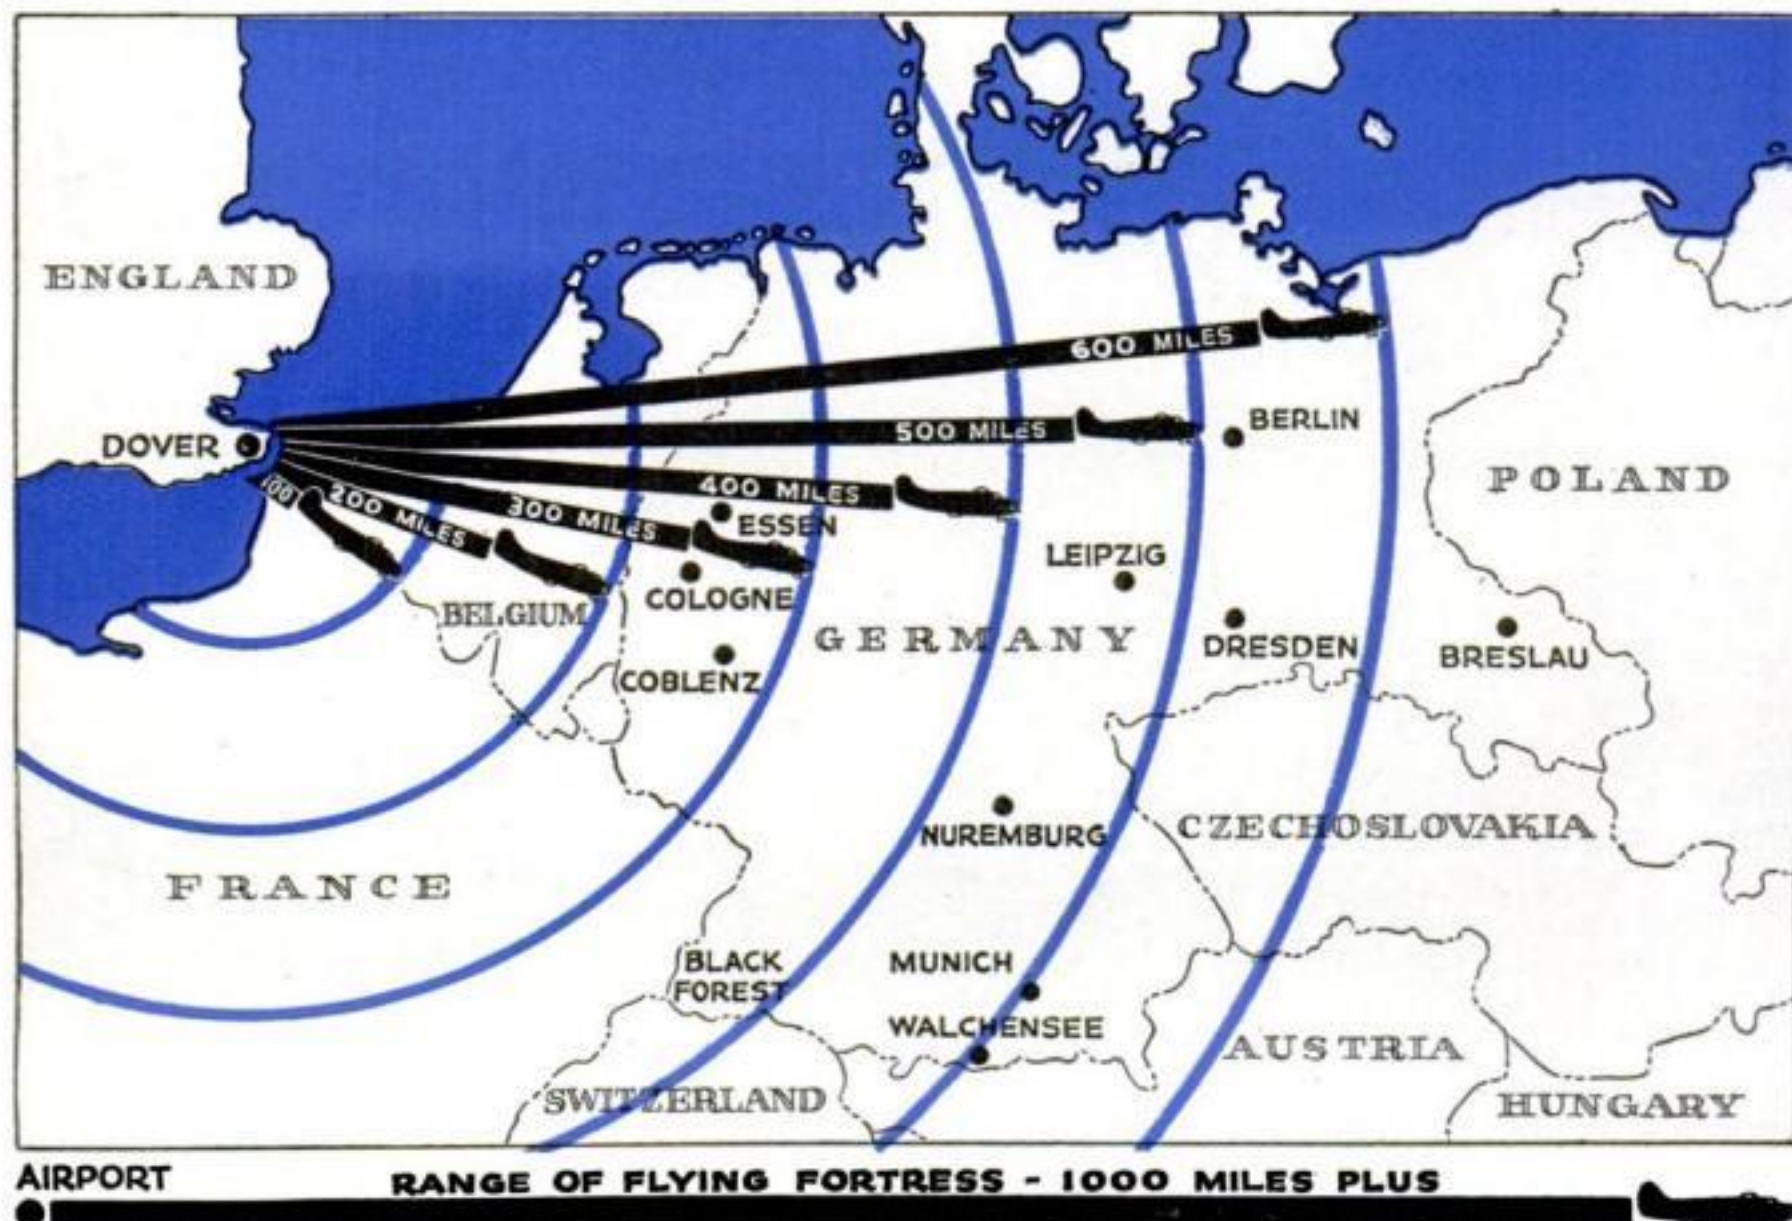 ENGLAND
600 MILES
DOVER
500 MILES
BERLIN
100
200 MILES
300 MILES
400 MILES
ESSEN
POLAND
LEIPZIG
BELGIUM
COLOGNE
GERMANY
DRESDEN
BRESLAU
COBLENZ
NUREMBURG
CZECHOSLOVAKIA
FRANCE
BLACK
FOREST
MUNICH
WALCHENSEE
AUSTRIA
SWITZERLAND
HUNGARY
AIRPORT
RANGE OF FLYING FORTRESS - 1000 MILES PLUS